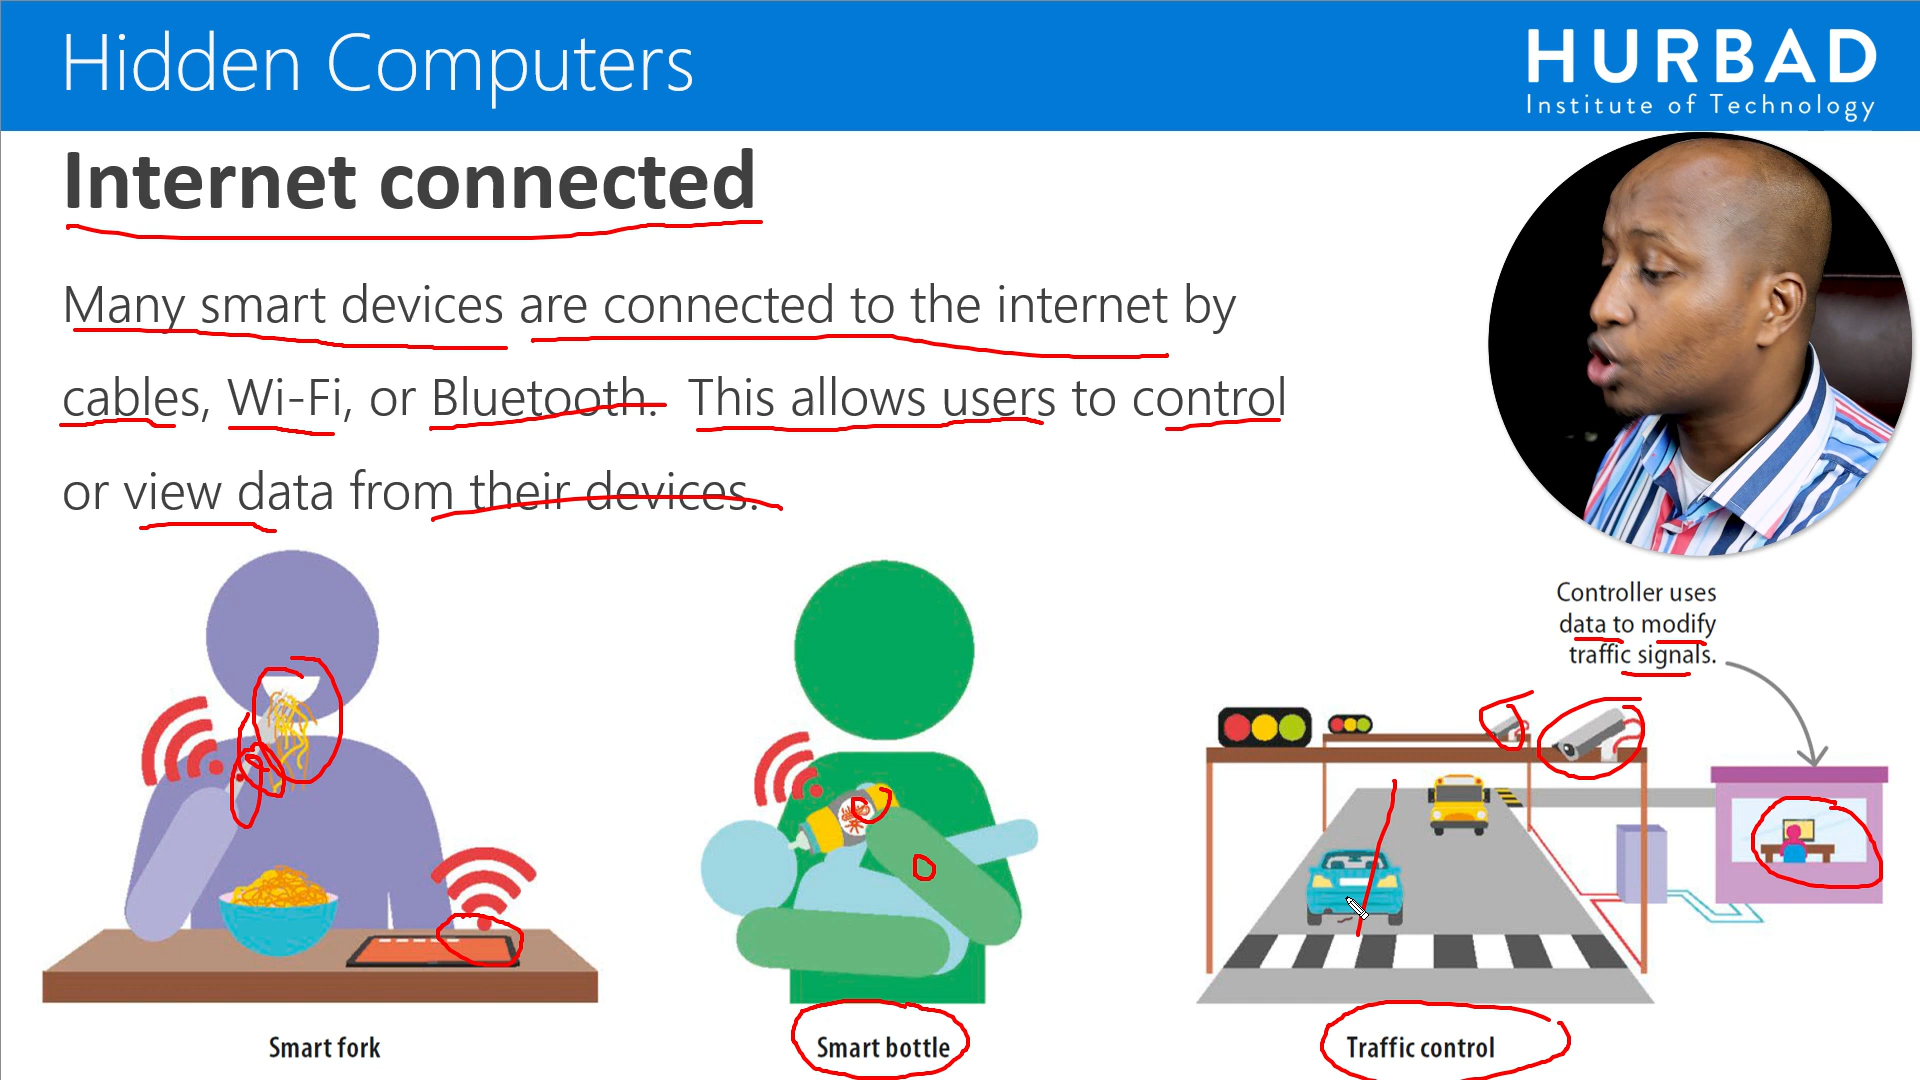 Hidden Computers
HURBAD
Institute of Technology
Internet connected
Many smart devices are connected to the internet by
cables, Wi-Fi, or Bluetooth. This allows users to control
or view data from their devices.
Controller uses
data to modify
traffic signals.
Smart fork
Smart bottle
Traffic control